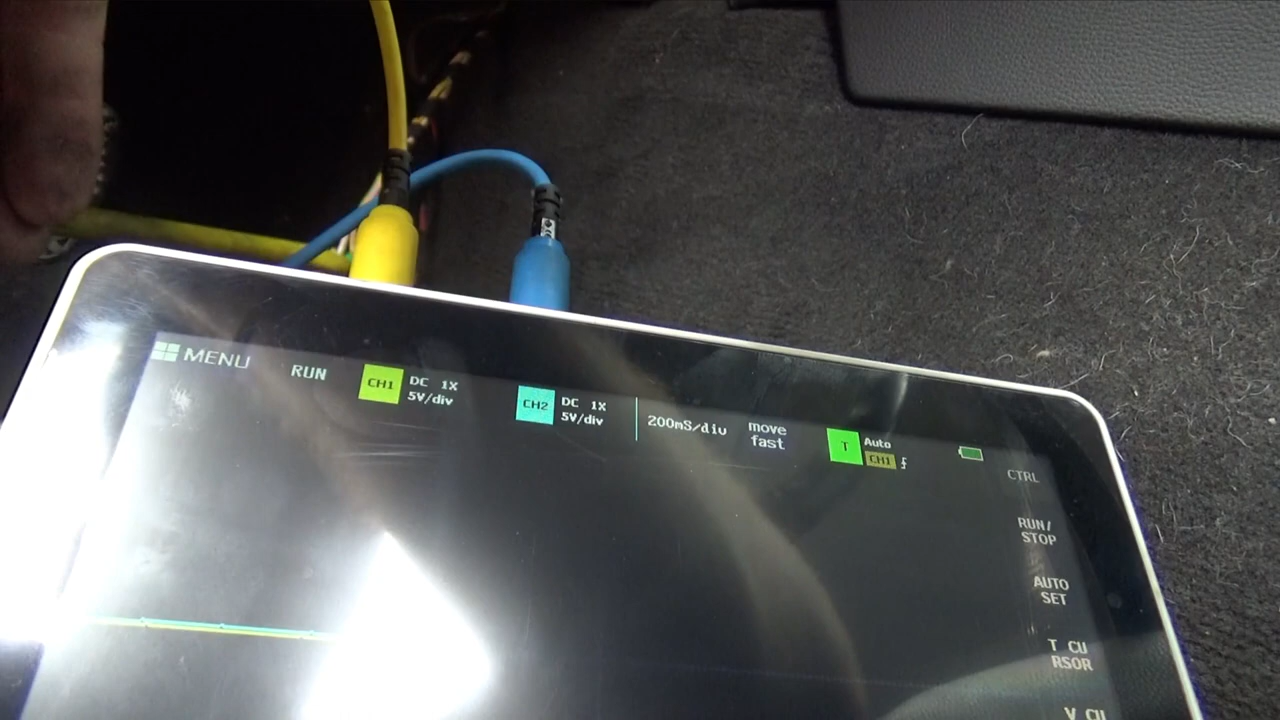 MENU
RUN
CH1
DC 1X
5V/div
CH2
DC 1X
5V/div
200mS/div
move
fast
T
Auto
CH1
CTRL
RUN/
STOP
AUTO
SET
T CU
RSOR
V CU